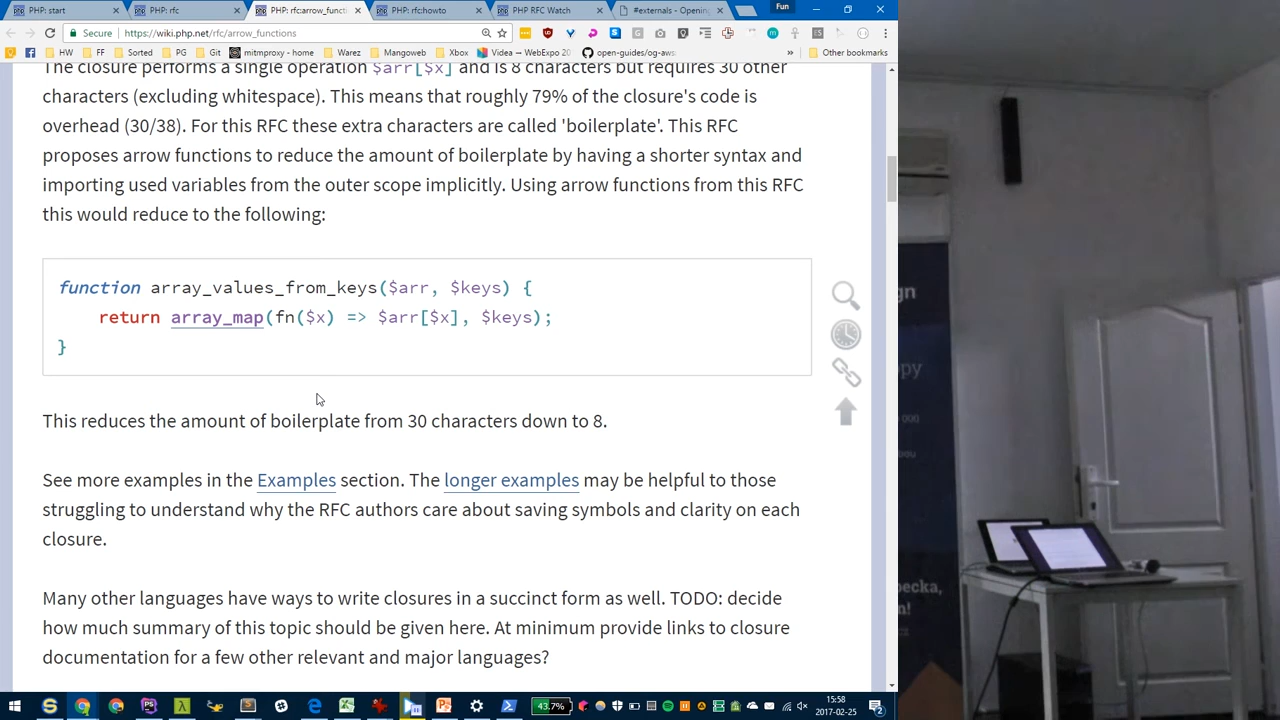 PHP: start
PHP: rfc
PHP: rfc:arrow_functi
PHP: rfc:howto
PHP RFC Watch
#externals - Openin
Fun
Secure
https://wiki.php.net/rfc/arrow_functions
HW
FF
Sorted
PG
Git
mitmproxy - home
Warez
Mangoweb
Xbox
Videa – WebExpo 20
open-guides/og-aws
Other bookmarks
The closure performs a single operation $arr[$x] and is 8 characters but requires 30 other
characters (excluding whitespace). This means that roughly 79% of the closure's code is
overhead (30/38). For this RFC these extra characters are called 'boilerplate'. This RFC
proposes arrow functions to reduce the amount of boilerplate by having a shorter syntax and
importing used variables from the outer scope implicitly. Using arrow functions from this RFC
this would reduce to the following:
function array_values_from_keys($arr, $keys) {
return array_map(fn($x) => $arr[$x], $keys);
}
This reduces the amount of boilerplate from 30 characters down to 8.
See more examples in the Examples section. The longer examples may be helpful to those
struggling to understand why the RFC authors care about saving symbols and clarity on each
closure.
Many other languages have ways to write closures in a succinct form as well. TODO: decide
how much summary of this topic should be given here. At minimum provide links to closure
documentation for a few other relevant and major languages?
43.7%
15:58
2017-02-25